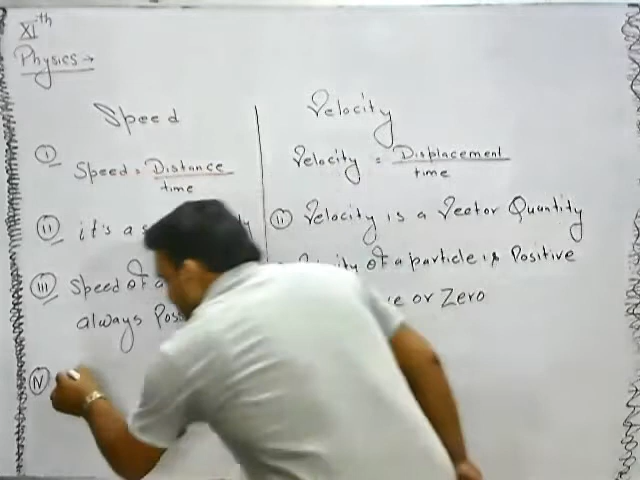 XIth
Physics →
Speed
Velocity
(I) Speed = Distance
time
Velocity = Displacement
time
(II) it's a
(II) Velocity is a Vector Quantity
(III) Speed of a
of a particle is Positive
always
or Zero
(IV)